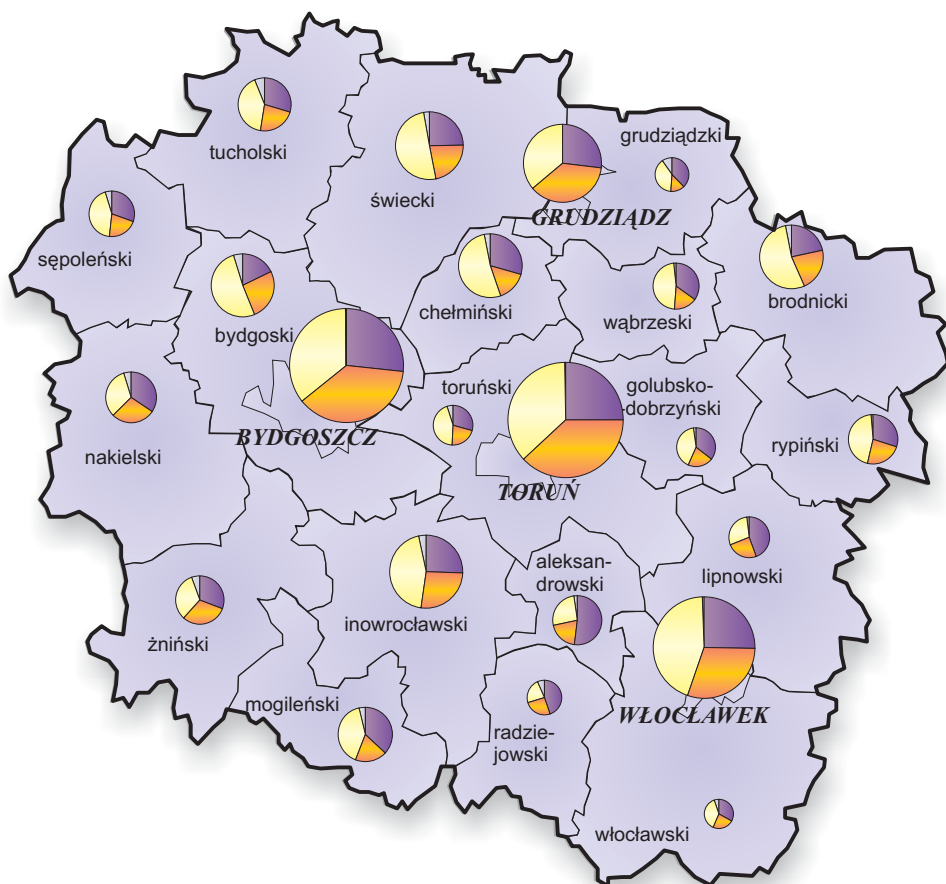 tucholski
grudziądzki
świecki
GRUDZIĄDZ
sępoleński
brodnicki
chełmiński
wąbrzeski
bydgoski
toruński
golubsko-
-dobrzyński
BYDGOSZCZ
rypiński
nakielski
TORUŃ
aleksan-
drowski
lipnowski
inowrocławski
żniński
mogileński
WŁOCŁAWEK
radzie-
jowski
włocławski